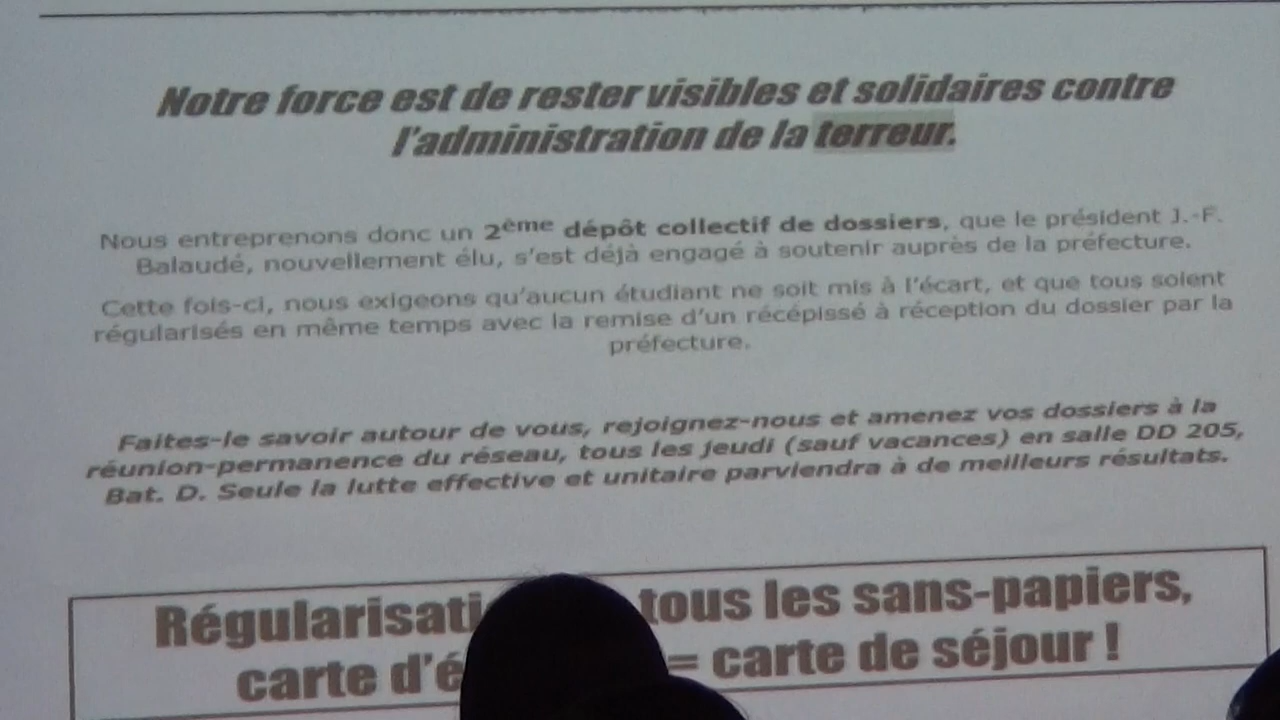 Notre force est de rester visibles et solidaires contre
l'administration de la terreur.
Nous entreprenons donc un 2ème dépôt collectif de dossiers, que le président J.-F.
Balaudé, nouvellement élu, s'est déjà engagé à soutenir auprès de la préfecture.
Cette fois-ci, nous exigeons qu'aucun étudiant ne soit mis à l'écart, et que tous soient
régularisés en même temps avec la remise d'un récépissé à réception du dossier par la
préfecture.
Faites-le savoir autour de vous, rejoignez-nous et amenez vos dossiers à la
réunion-permanence du réseau, tous les jeudi (sauf vacances) en salle DD 205,
Bat. D. Seule la lutte effective et unitaire parviendra à de meilleurs résultats.
tous les sans-papiers,
carte = carte de séjour !